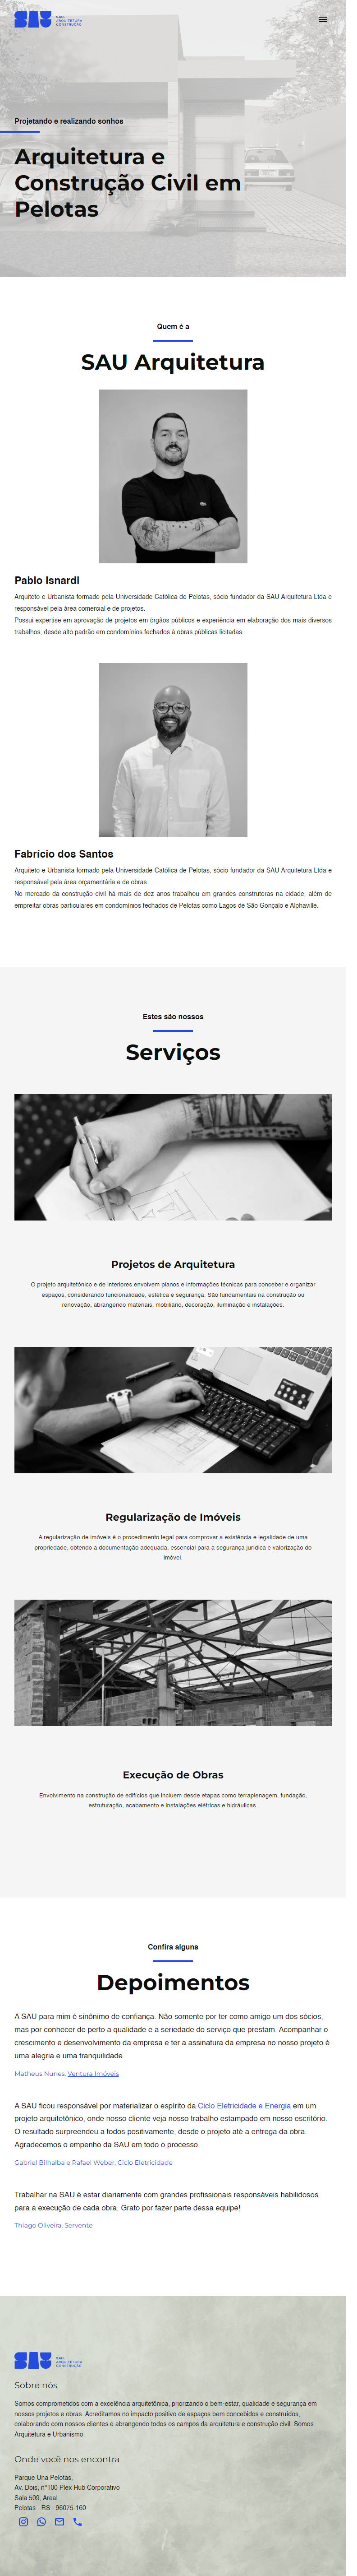 SAU
SAU.
ARQUITETURA
CONSTRUÇÃO
Projetando e realizando sonhos
Arquitetura e
Construção Civil em
Pelotas
Quem é a
SAU Arquitetura
Pablo Isnardi
Arquiteto e Urbanista formado pela Universidade Católica de Pelotas, sócio fundador da SAU Arquitetura Ltda e
responsável pela área comercial e de projetos.
Possui expertise em aprovação de projetos em órgãos públicos e experiência em elaboração dos mais diversos
trabalhos, desde alto padrão em condomínios fechados à obras públicas licitadas.
Fabrício dos Santos
Arquiteto e Urbanista formado pela Universidade Católica de Pelotas, sócio fundador da SAU Arquitetura Ltda e
responsável pela área orçamentária e de obras.
No mercado da construção civil há mais de dez anos trabalhou em grandes construtoras na cidade, além de
empreitar obras particulares em condomínios fechados de Pelotas como Lagos de São Gonçalo e Alphaville.
Estes são nossos
Serviços
Projetos de Arquitetura
O projeto arquitetônico e de interiores envolvem planos e informações técnicas para conceber e organizar
espaços, considerando funcionalidade, estética e segurança. São fundamentais na construção ou
renovação, abrangendo materiais, mobiliário, decoração, iluminação e instalações.
Regularização de Imóveis
A regularização de imóveis é o procedimento legal para comprovar a existência e legalidade de uma
propriedade, obtendo a documentação adequada, essencial para a segurança jurídica e valorização do
imóvel.
Execução de Obras
Envolvimento na construção de edifícios que incluem desde etapas como terraplenagem, fundação,
estruturação, acabamento e instalações elétricas e hidráulicas.
Confira alguns
Depoimentos
A SAU para mim é sinônimo de confiança. Não somente por ter como amigo um dos sócios,
mas por conhecer de perto a qualidade e a seriedade do serviço que prestam. Acompanhar o
crescimento e desenvolvimento da empresa e ter a assinatura da empresa no nosso projeto é
uma alegria e uma tranquilidade.
Matheus Nunes. Ventura Imóveis
A SAU ficou responsável por materializar o espírito da Ciclo Eletricidade e Energia em um
projeto arquitetônico, onde nosso cliente veja nosso trabalho estampado em nosso escritório.
O resultado surpreendeu a todos positivamente, desde o projeto até a entrega da obra.
Agradecemos o empenho da SAU em todo o processo.
Gabriel Bilhalba e Rafael Weber. Ciclo Eletricidade
Trabalhar na SAU é estar diariamente com grandes profissionais responsáveis habilidosos
para a execução de cada obra. Grato por fazer parte dessa equipe!
Thiago Oliveira. Servente
SAU
SAU.
ARQUITETURA
CONSTRUÇÃO
Sobre nós
Somos comprometidos com a excelência arquitetônica, priorizando o bem-estar, qualidade e segurança em
nossos projetos e obras. Acreditamos no impacto positivo de espaços bem concebidos e construídos,
colaborando com nossos clientes e abrangendo todos os campos da arquitetura e construção civil. Somos
Arquitetura e Urbanismo.
Onde você nos encontra
Parque Una Pelotas,
Av. Dois, n°100 Plex Hub Corporativo
Sala 509, Areal
Pelotas - RS - 96075-160